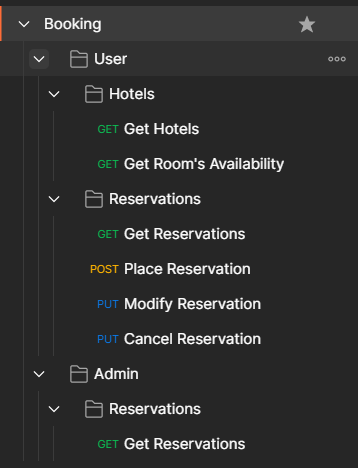 Booking
User
Hotels
GET Get Hotels
GET Get Room's Availability
Reservations
GET Get Reservations
POST Place Reservation
PUT Modify Reservation
PUT Cancel Reservation
Admin
Reservations
GET Get Reservations